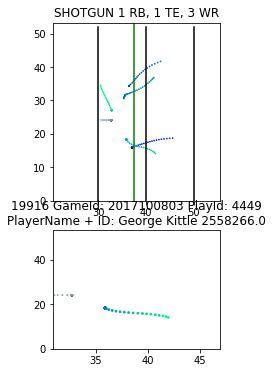 SHOTGUN 1 RB, 1 TE, 3 WR
50
40
30
20
10
0
30 40 50
19916 GameId: 2017100803 PlayId: 4449
PlayerName + ID: George Kittle 2558266.0
40
20
0
35 40 45